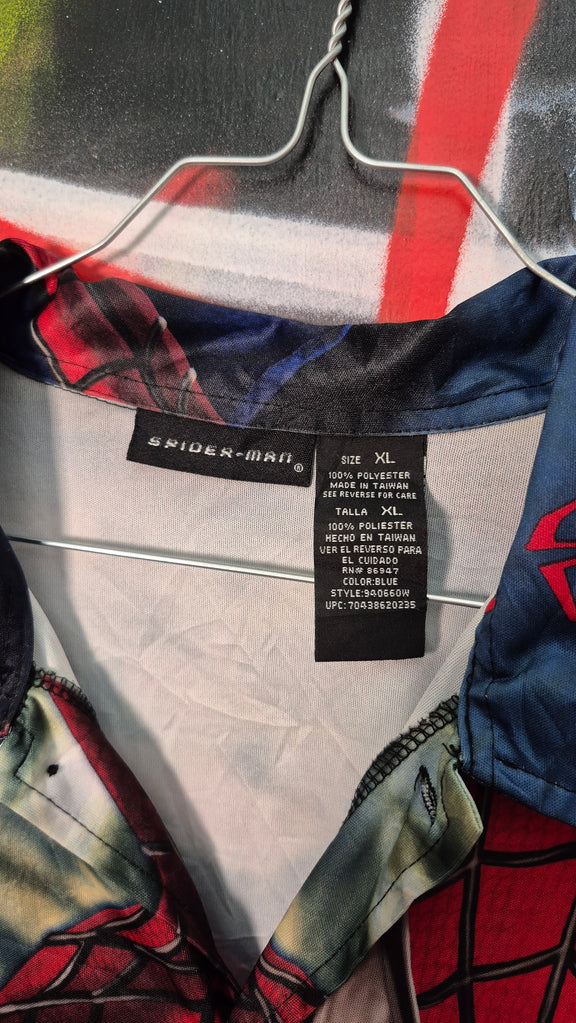 SPIDER-MAN®
SIZE XL
100% POLYESTER
MADE IN TAIWAN
SEE REVERSE FOR CARE
TALLA XL
100% POLIESTER
HECHO EN TAIWAN
VER EL REVERSO PARA
EL CUIDADO
RN# 86947
COLOR:BLUE
STYLE:940660W
UPC:70438620235